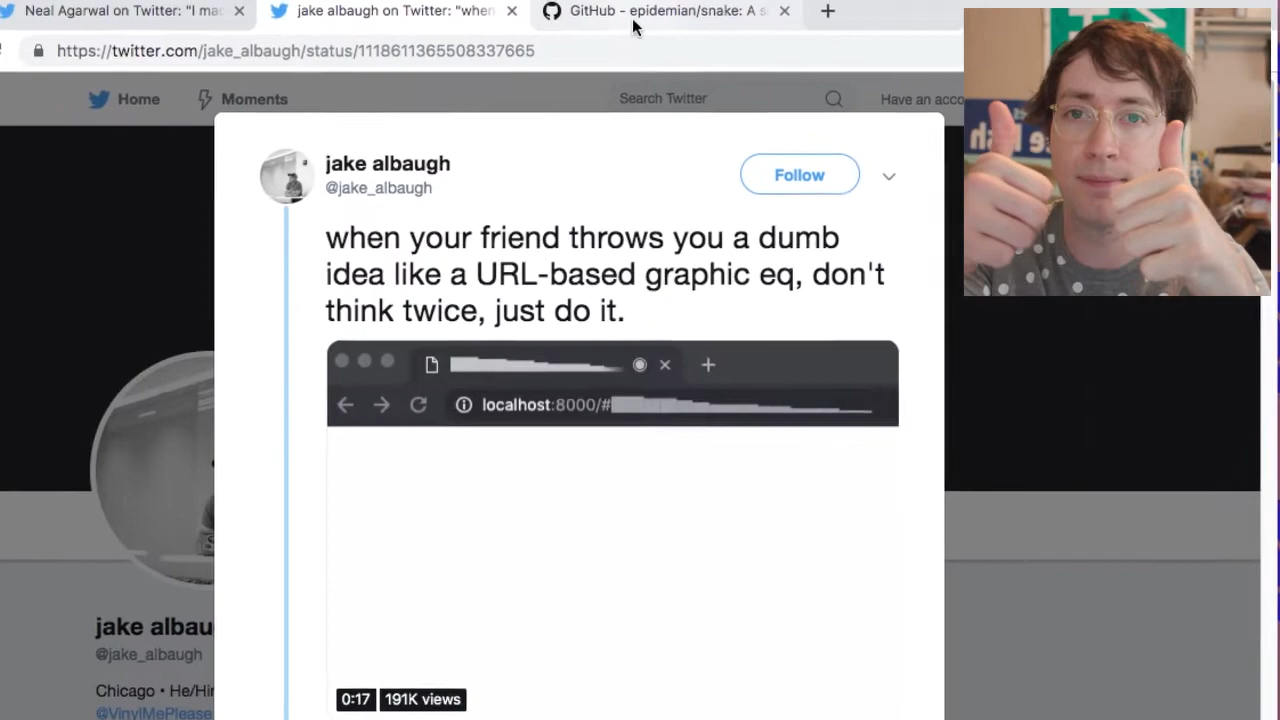 Neal Agarwal on Twitter: "I ma
jake albaugh on Twitter: "when
GitHub - epidemian/snake: A s
https://twitter.com/jake_albaugh/status/1118611365508337665
Home
Moments
Search Twitter
Have an acco
jake albaugh
@jake_albaugh
Follow
when your friend throws you a dumb
idea like a URL-based graphic eq, don't
think twice, just do it.
localhost:8000/#
0:17 191K views
jake albau
@jake_albaugh
Chicago • He/Hi
@VinylMePlease